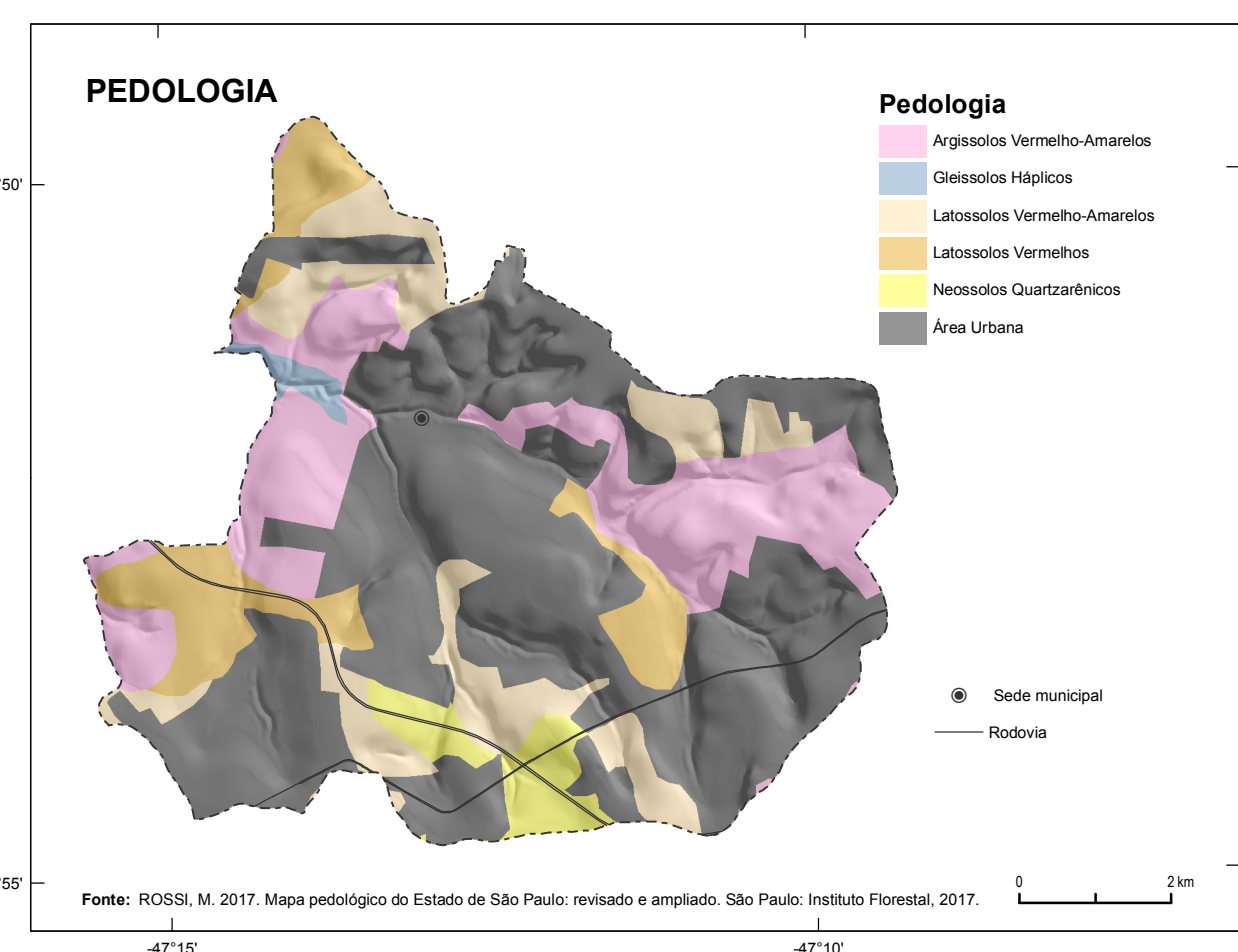 PEDOLOGIA
Pedologia
Argissolos Vermelho-Amarelos
Gleissolos Háplicos
Latossolos Vermelho-Amarelos
Latossolos Vermelhos
Neossolos Quartzarênicos
Área Urbana
°50'
Sede municipal
Rodovia
°55'
0 2 km
Fonte: ROSSI, M. 2017. Mapa pedológico do Estado de São Paulo: revisado e ampliado. São Paulo: Instituto Florestal, 2017.
-47°15' -47°10'